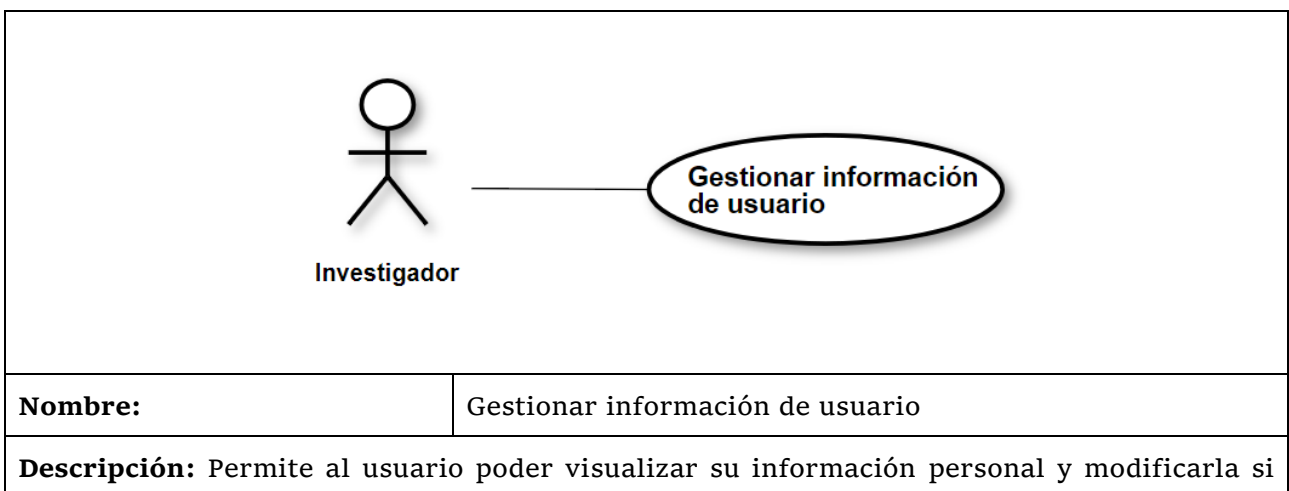 Gestionar información
de usuario
Investigador
Nombre: Gestionar información de usuario
Descripción: Permite al usuario poder visualizar su información personal y modificarla si